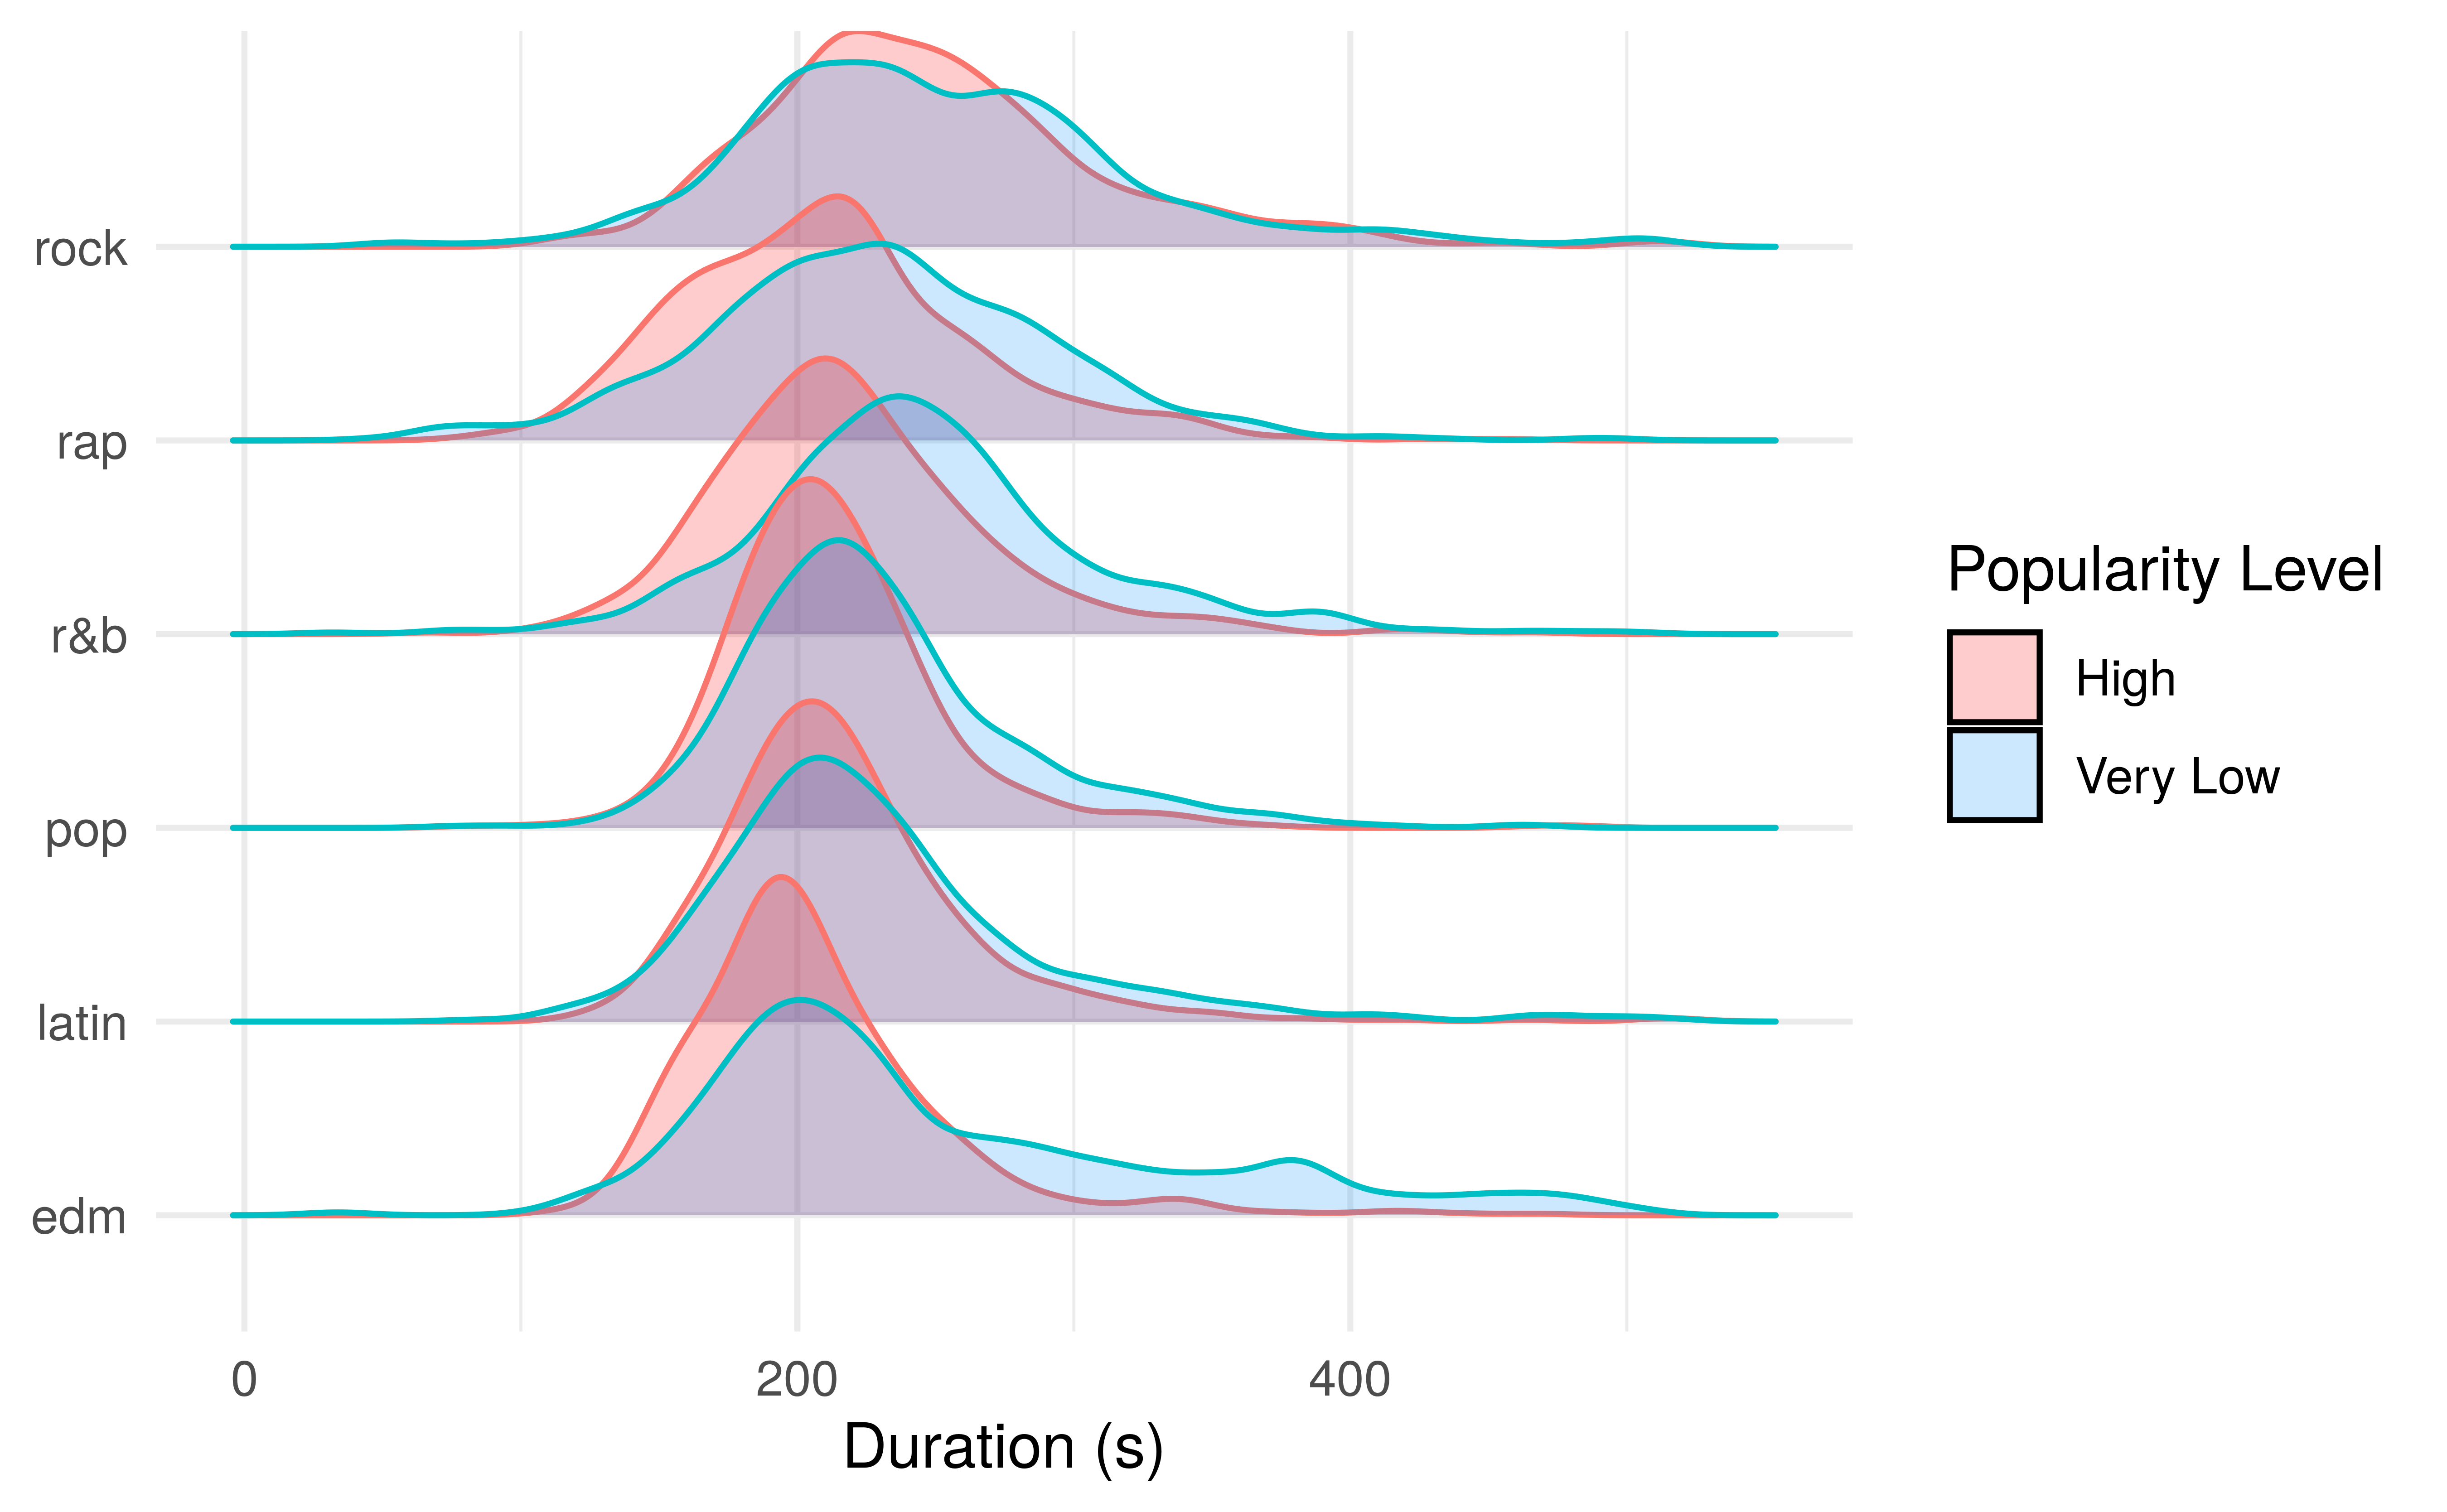 rock
rap
r&b
pop
latin
edm
0 200 400
Duration (s)
Popularity Level
High
Very Low